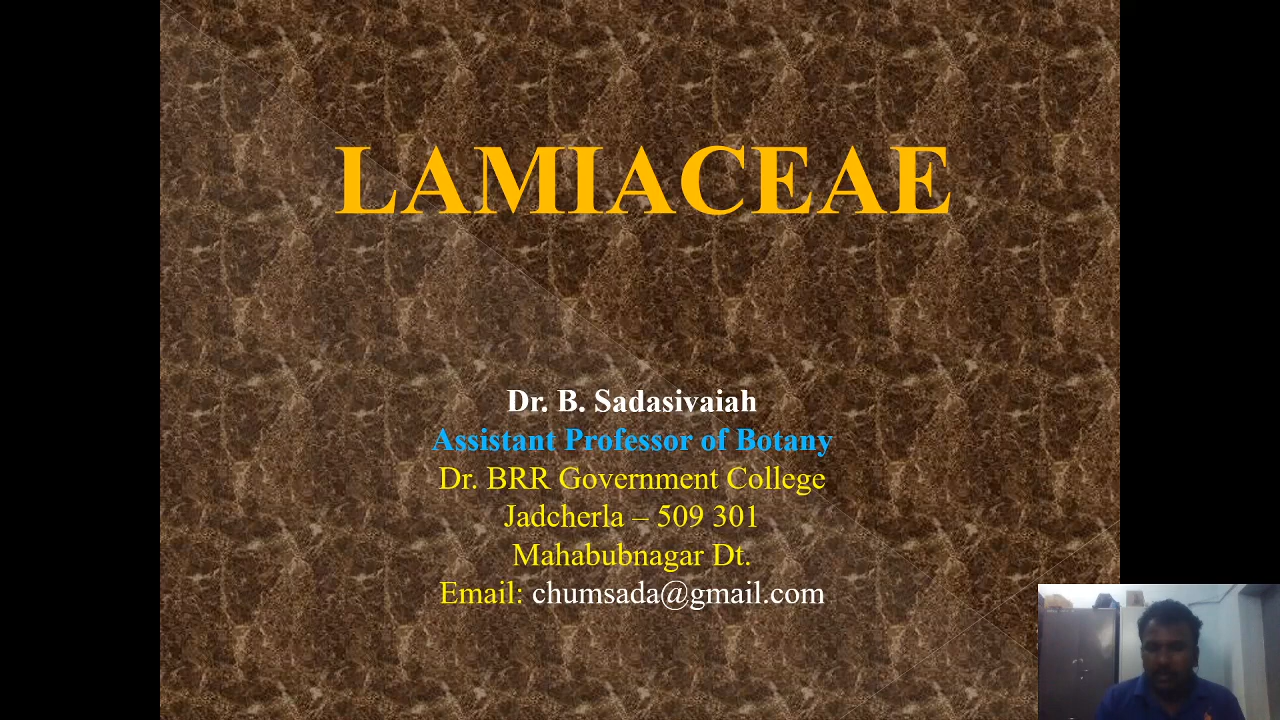 LAMIACEAE
Dr. B. Sadasivaiah
Assistant Professor of Botany
Dr. BRR Government College
Jadcherla – 509 301
Mahabubnagar Dt.
Email: chumsada@gmail.com